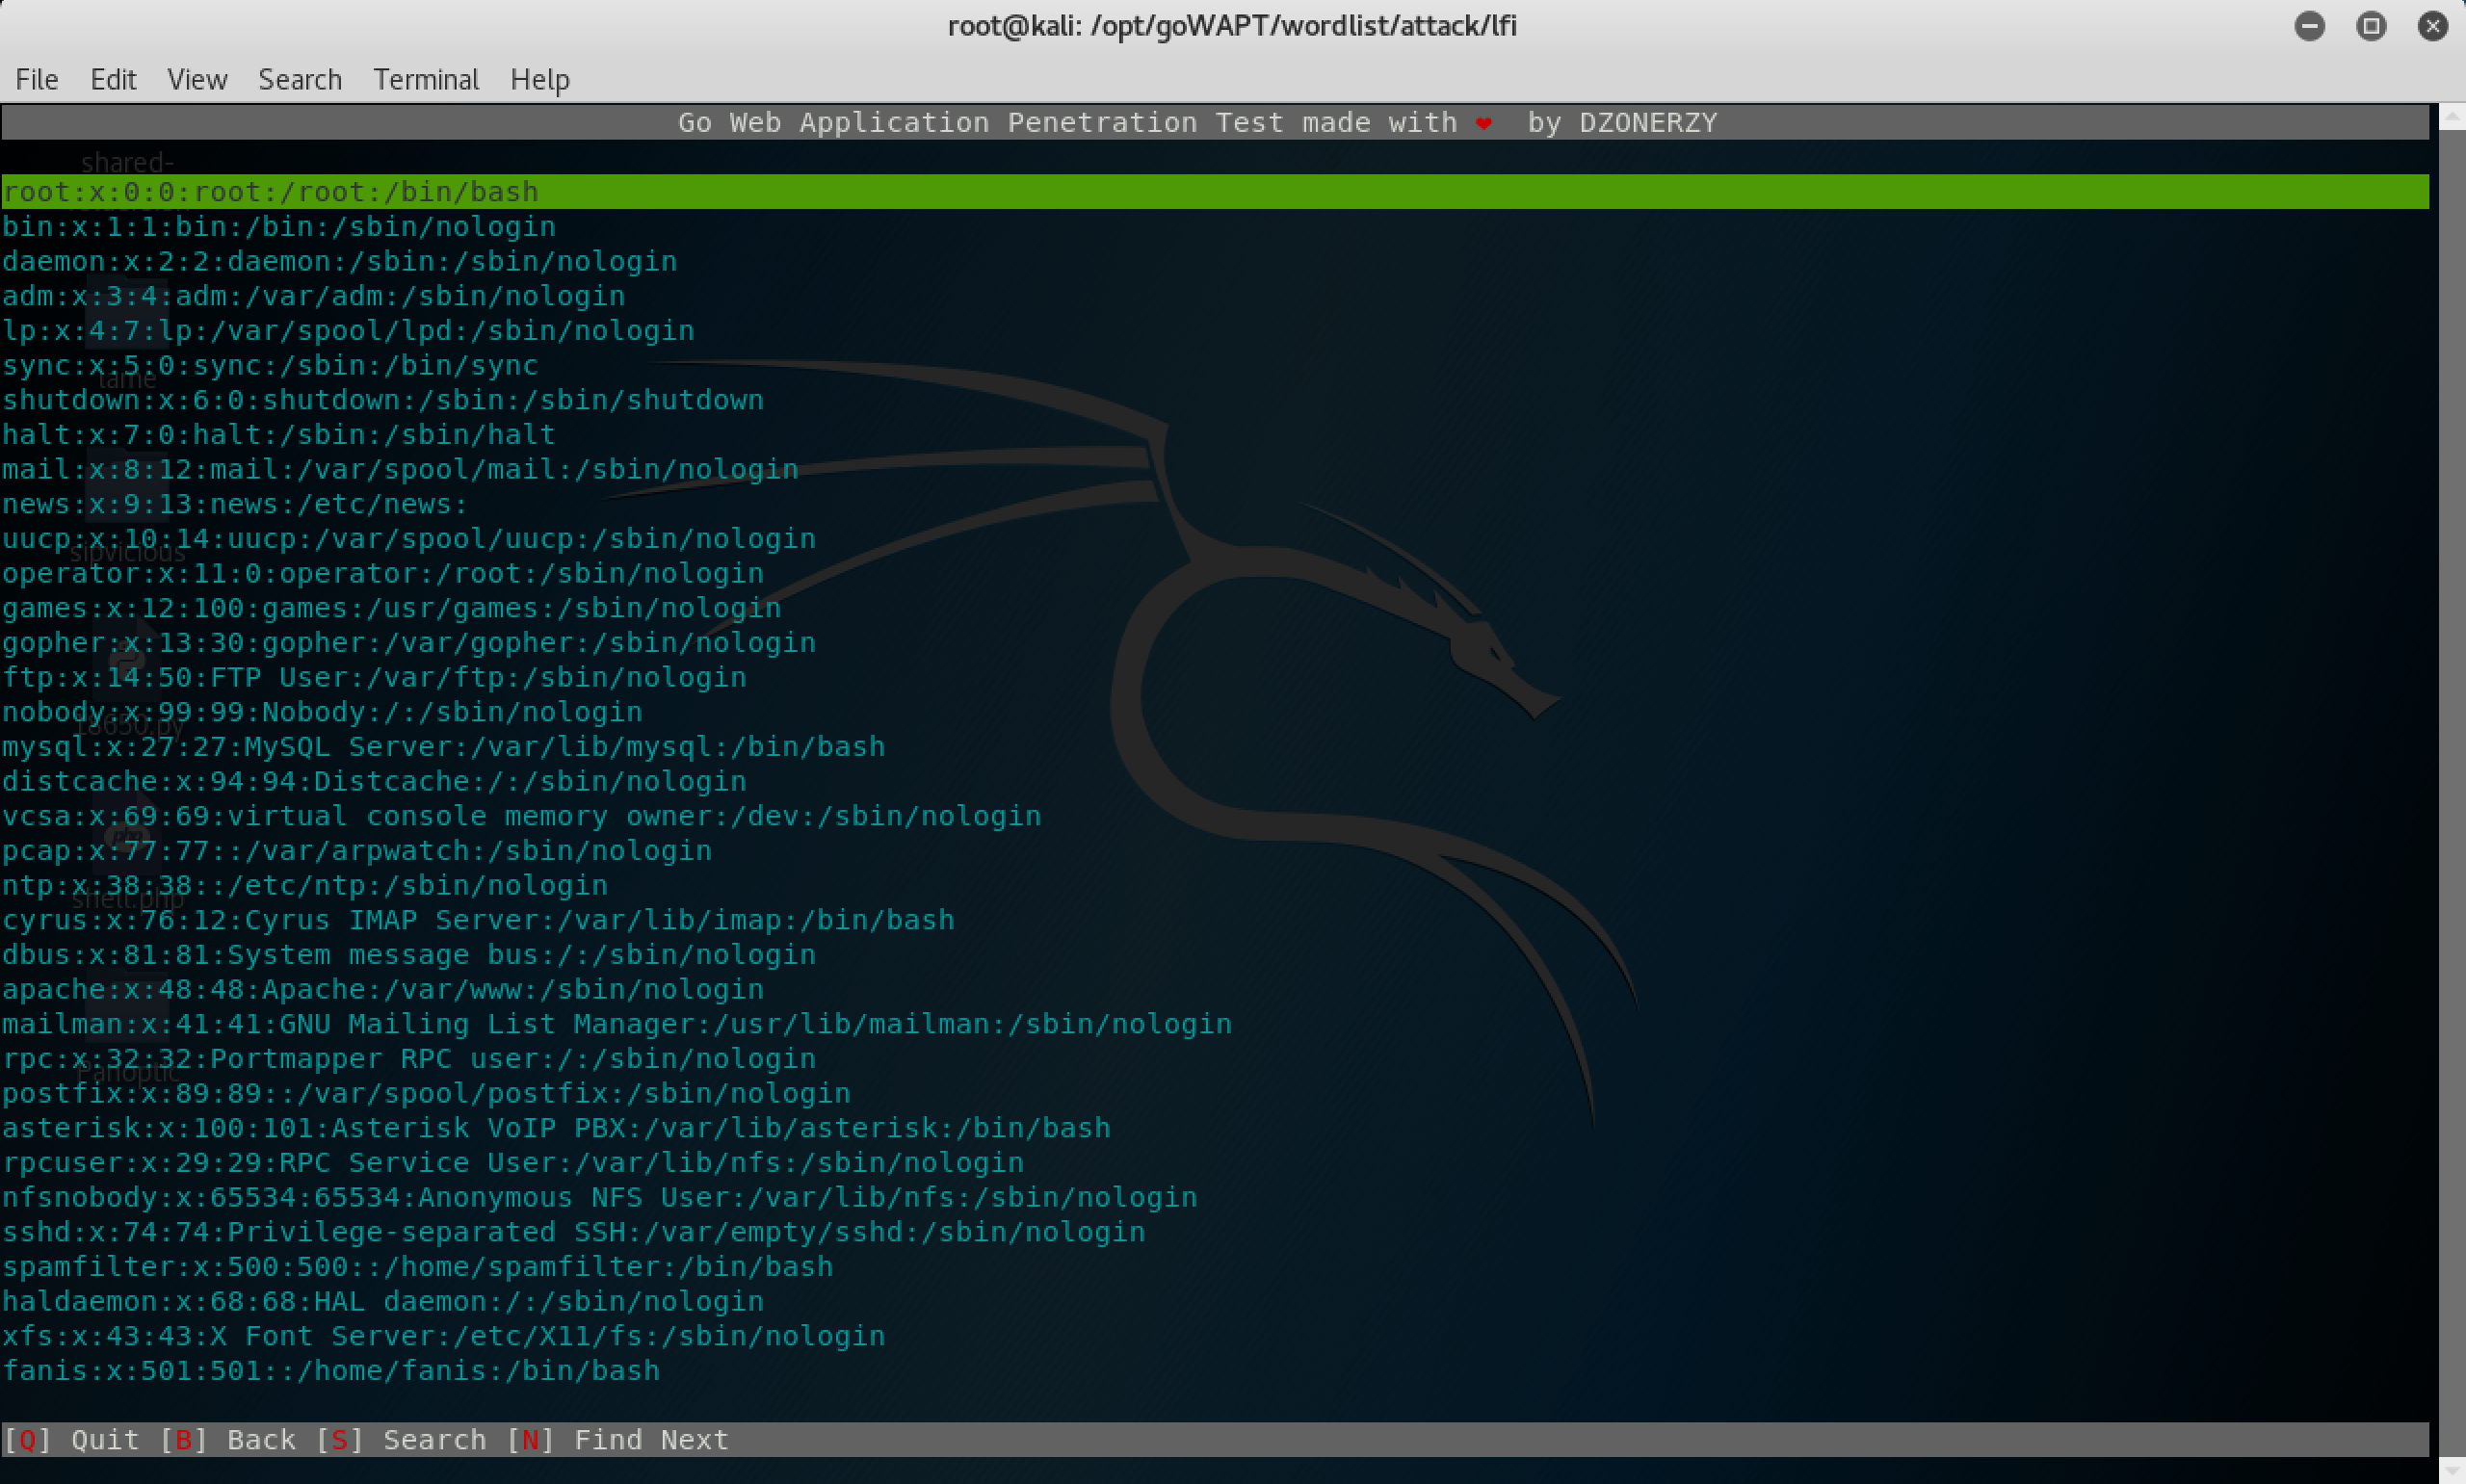 root@kali: /opt/goWAPT/wordlist/attack/lfi
File Edit View Search Terminal Help
Go Web Application Penetration Test made with ❤ by DZONERZY
shared-
root:x:0:0:root:/root:/bin/bash
bin:x:1:1:bin:/bin:/sbin/nologin
daemon:x:2:2:daemon:/sbin:/sbin/nologin
adm:x:3:4:adm:/var/adm:/sbin/nologin
lp:x:4:7:lp:/var/spool/lpd:/sbin/nologin
sync:x:5:0:sync:/sbin:/bin/sync
lame
shutdown:x:6:0:shutdown:/sbin:/sbin/shutdown
halt:x:7:0:halt:/sbin:/sbin/halt
mail:x:8:12:mail:/var/spool/mail:/sbin/nologin
news:x:9:13:news:/etc/news:
uucp:x:10:14:uucp:/var/spool/uucp:/sbin/nologin
sipvicious
operator:x:11:0:operator:/root:/sbin/nologin
games:x:12:100:games:/usr/games:/sbin/nologin
gopher:x:13:30:gopher:/var/gopher:/sbin/nologin
ftp:x:14:50:FTP User:/var/ftp:/sbin/nologin
nobody:x:99:99:Nobody:/:/sbin/nologin
18650.py
mysql:x:27:27:MySQL Server:/var/lib/mysql:/bin/bash
distcache:x:94:94:Distcache:/:/sbin/nologin
vcsa:x:69:69:virtual console memory owner:/dev:/sbin/nologin
php
pcap:x:77:77::/var/arpwatch:/sbin/nologin
ntp:x:38:38::/etc/ntp:/sbin/nologin
shell.php
cyrus:x:76:12:Cyrus IMAP Server:/var/lib/imap:/bin/bash
dbus:x:81:81:System message bus:/:/sbin/nologin
apache:x:48:48:Apache:/var/www:/sbin/nologin
mailman:x:41:41:GNU Mailing List Manager:/usr/lib/mailman:/sbin/nologin
rpc:x:32:32:Portmapper RPC user:/:/sbin/nologin
Panoptic
postfix:x:89:89::/var/spool/postfix:/sbin/nologin
asterisk:x:100:101:Asterisk VoIP PBX:/var/lib/asterisk:/bin/bash
rpcuser:x:29:29:RPC Service User:/var/lib/nfs:/sbin/nologin
nfsnobody:x:65534:65534:Anonymous NFS User:/var/lib/nfs:/sbin/nologin
sshd:x:74:74:Privilege-separated SSH:/var/empty/sshd:/sbin/nologin
spamfilter:x:500:500::/home/spamfilter:/bin/bash
haldaemon:x:68:68:HAL daemon:/:/sbin/nologin
xfs:x:43:43:X Font Server:/etc/X11/fs:/sbin/nologin
fanis:x:501:501::/home/fanis:/bin/bash
[Q] Quit [B] Back [S] Search [N] Find Next